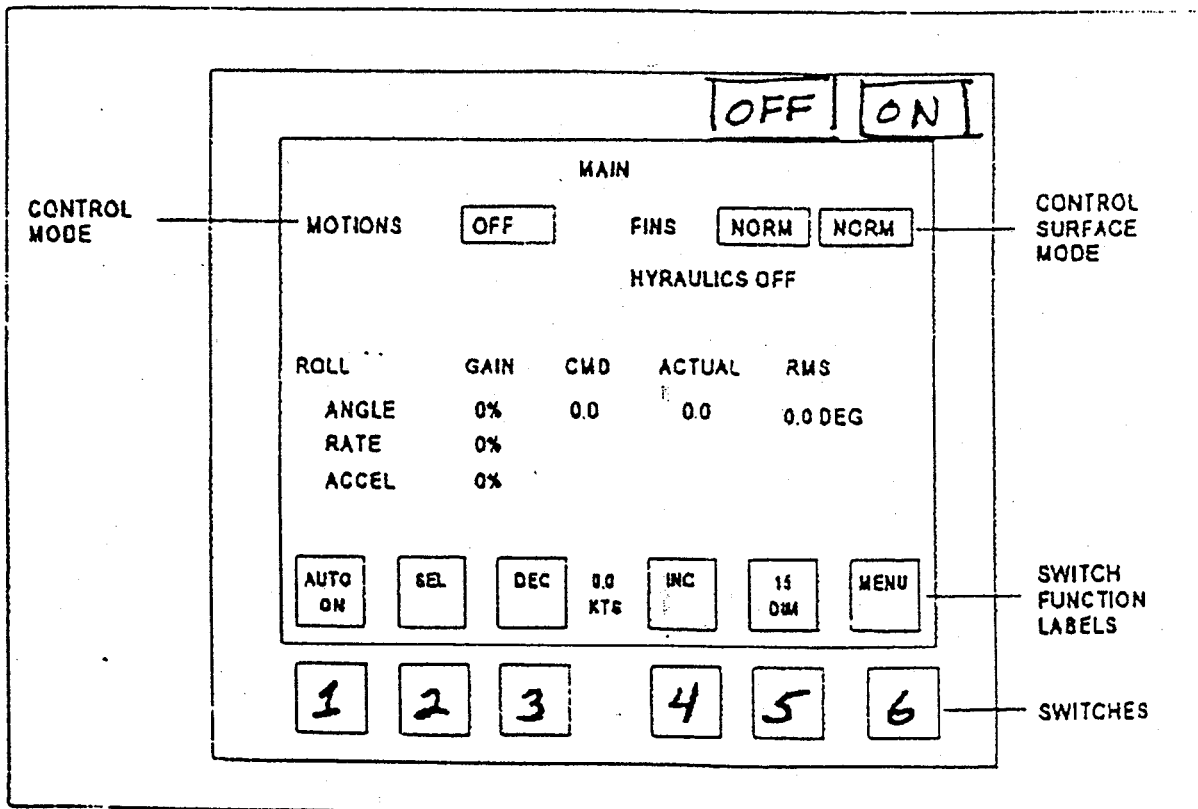 OFF ON
MAIN
CONTROL
MODE
MOTIONS OFF FINS NORM NORM
CONTROL
SURFACE
MODE
HYRAULICS OFF
ROLL GAIN CMD ACTUAL RMS
ANGLE 0% 0.0 0.0 0.0 DEG
RATE 0%
ACCEL 0%
AUTO
ON
SEL
DEC
0.0
KTS
INC
15
DIM
MENU
SWITCH
FUNCTION
LABELS
1 2 3 4 5 6
SWITCHES